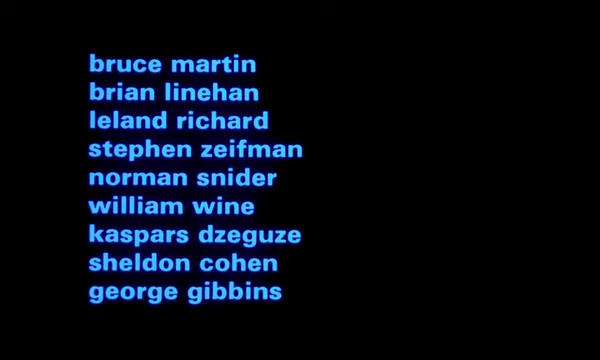 bruce martin
brian linehan
leland richard
stephen zeifman
norman snider
william wine
kaspars dzeguze
sheldon cohen
george gibbins